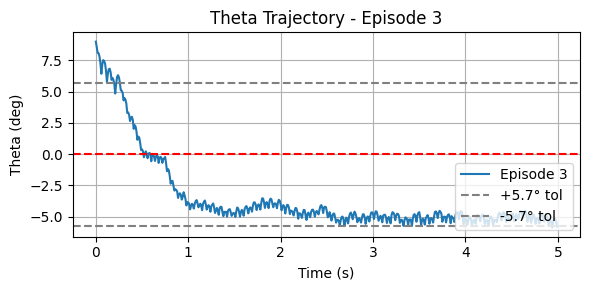 Theta Trajectory - Episode 3
Theta (deg)
7.5
5.0
2.5
0.0
−2.5
−5.0
Episode 3
+5.7° tol
-5.7° tol
0
1
2
3
4
5
Time (s)